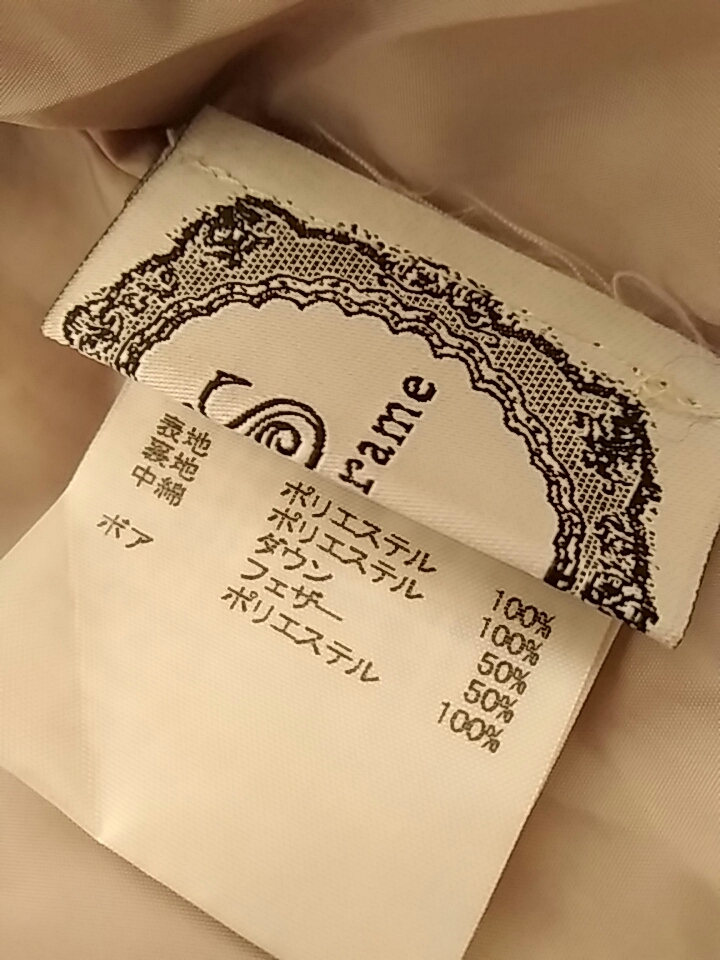 rame
表地 ポリエステル 100%
裏地 ポリエステル 100%
中綿 ダウン 50%
フェザー 50%
ボア ポリエステル 100%